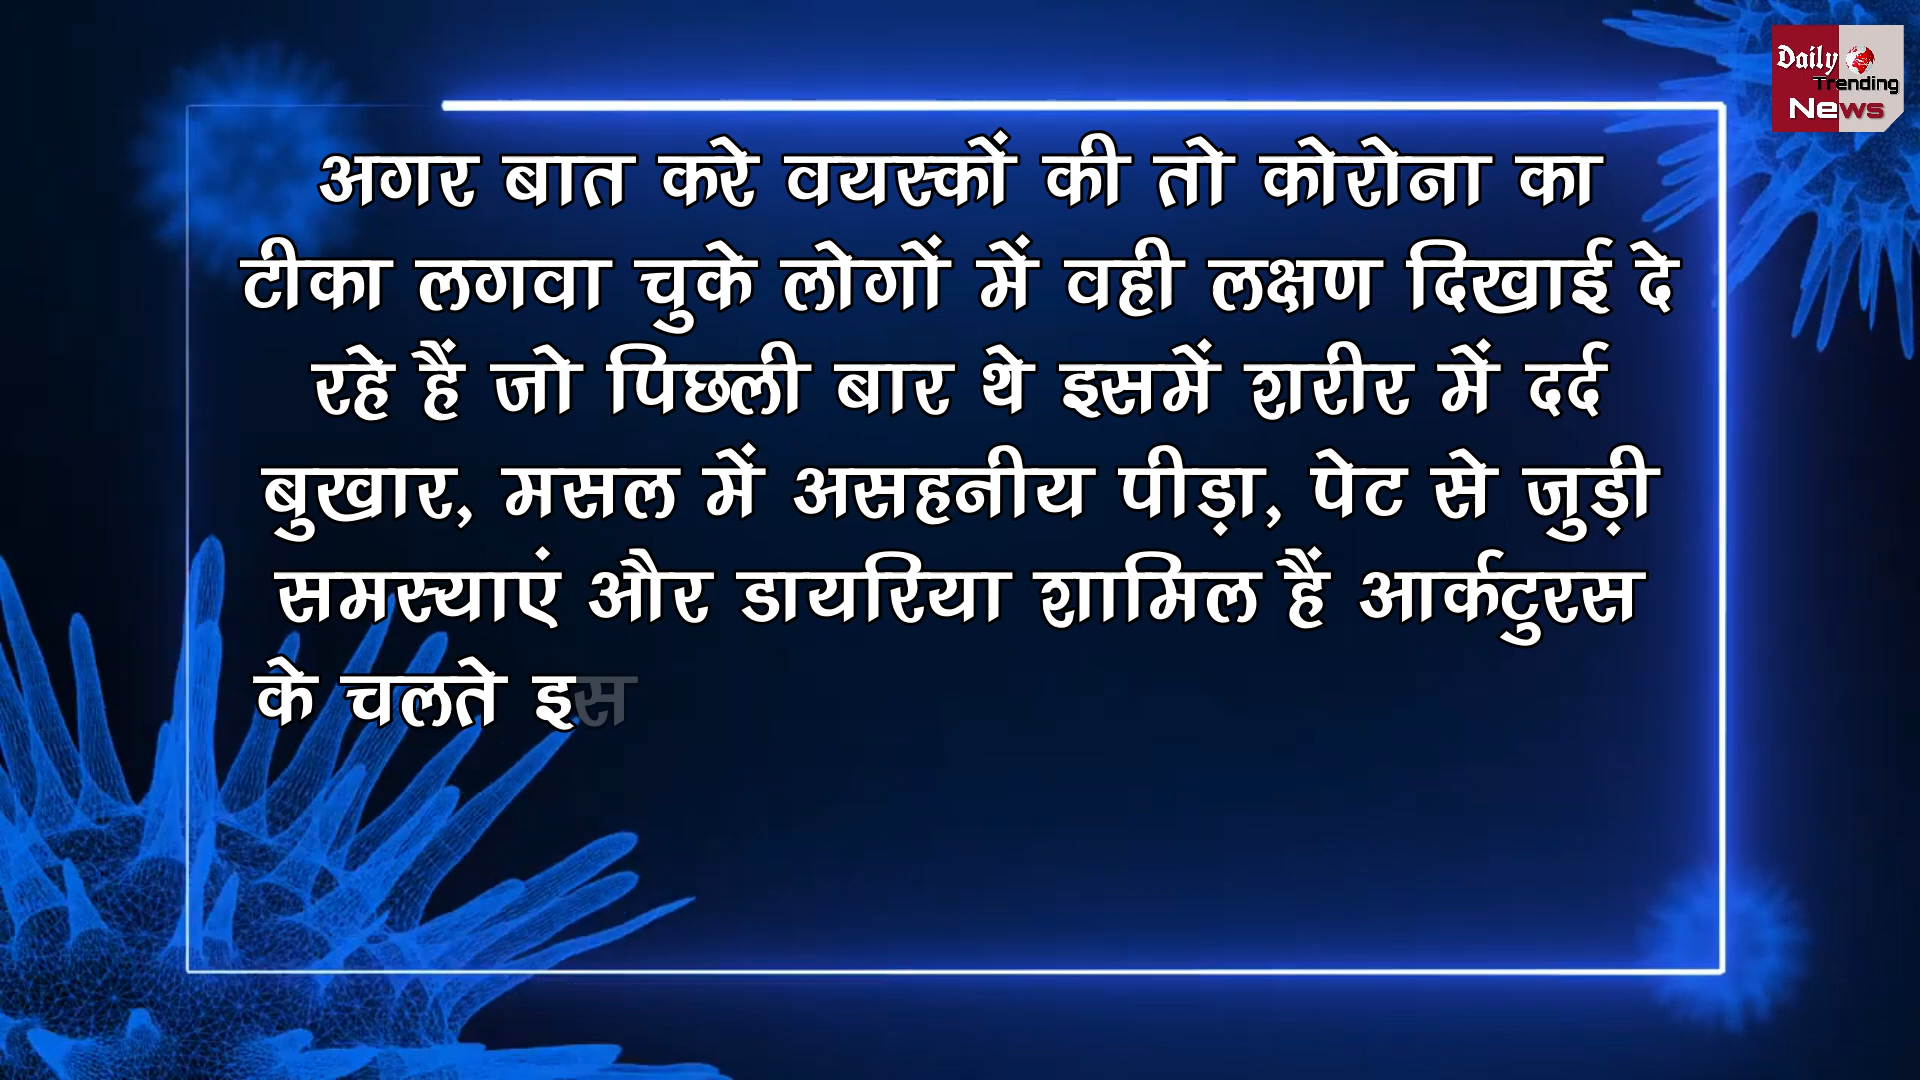 Daily
Trending
News
अगर बात करे वयस्कों की तो कोरोना का
टीका लगवा चुके लोगों में वही लक्षण दिखाई दे
रहे हैं जो पिछली बार थे इसमें शरीर में दर्द
बुखार, मसल में असहनीय पीड़ा, पेट से जुड़ी
समस्याएं और डायरिया शामिल हैं आर्कटुरस
के चलते इस